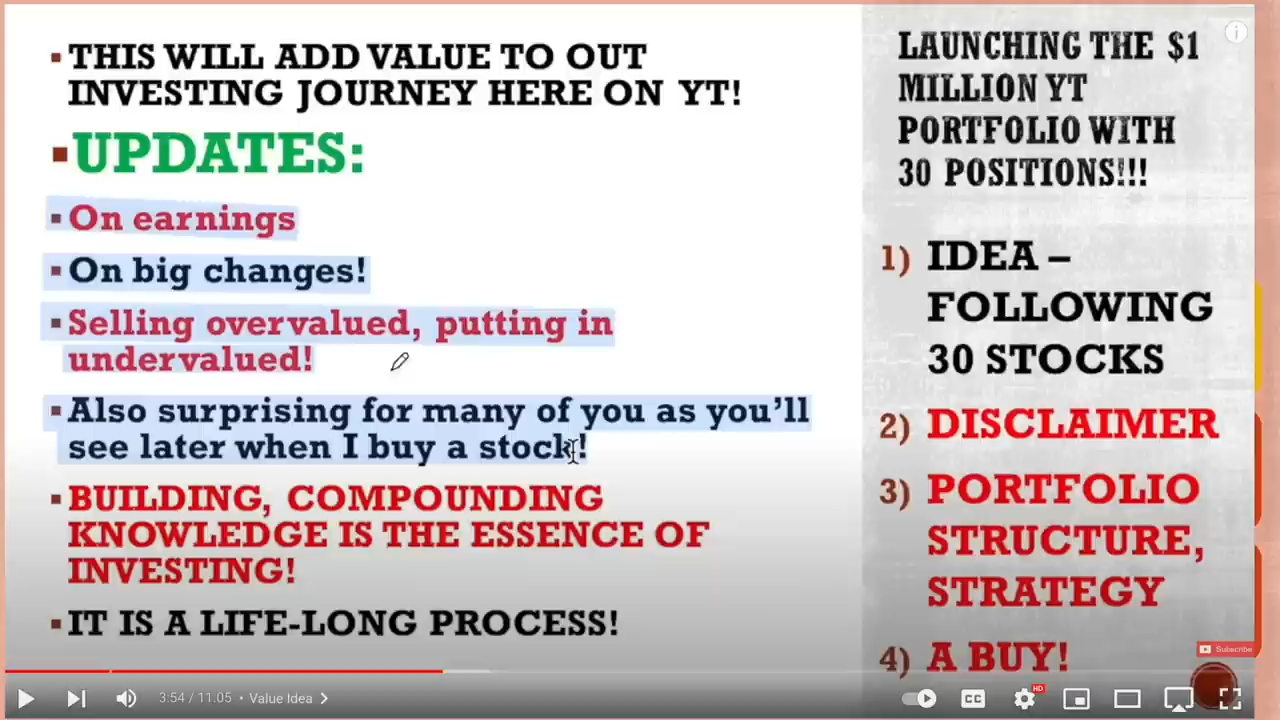 ▪THIS WILL ADD VALUE TO OUT
INVESTING JOURNEY HERE ON YT!
▪UPDATES:
▪On earnings
▪On big changes!
▪Selling overvalued, putting in
undervalued!
▪Also surprising for many of you as you'll
see later when I buy a stock!
▪BUILDING, COMPOUNDING
KNOWLEDGE IS THE ESSENCE OF
INVESTING!
▪IT IS A LIFE-LONG PROCESS!
LAUNCHING THE $1
MILLION YT
PORTFOLIO WITH
30 POSITIONS!!!
1) IDEA –
FOLLOWING
30 STOCKS
2) DISCLAIMER
3) PORTFOLIO
STRUCTURE,
STRATEGY
4) A BUY!
Subscribe
3:54 / 11.05 • Value Idea
CC
HD